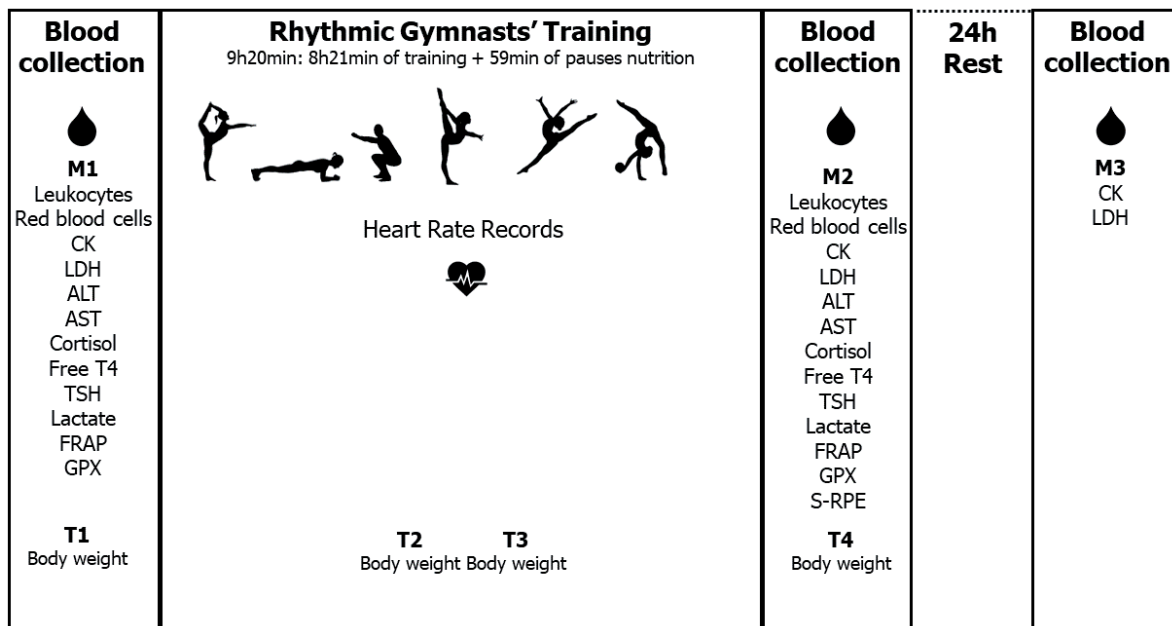 Blood
collection
M1
Leukocytes
Red blood cells
CK
LDH
ALT
AST
Cortisol
Free T4
TSH
Lactate
FRAP
GPX
T1
Body weight
Rhythmic Gymnasts’ Training
9h20min: 8h21min of training + 59min of pauses nutrition
Heart Rate Records
T2
Body weight
T3
Body weight
Blood
collection
M2
Leukocytes
Red blood cells
CK
LDH
ALT
AST
Cortisol
Free T4
TSH
Lactate
FRAP
GPX
S-RPE
T4
Body weight
24h
Rest
Blood
collection
M3
CK
LDH